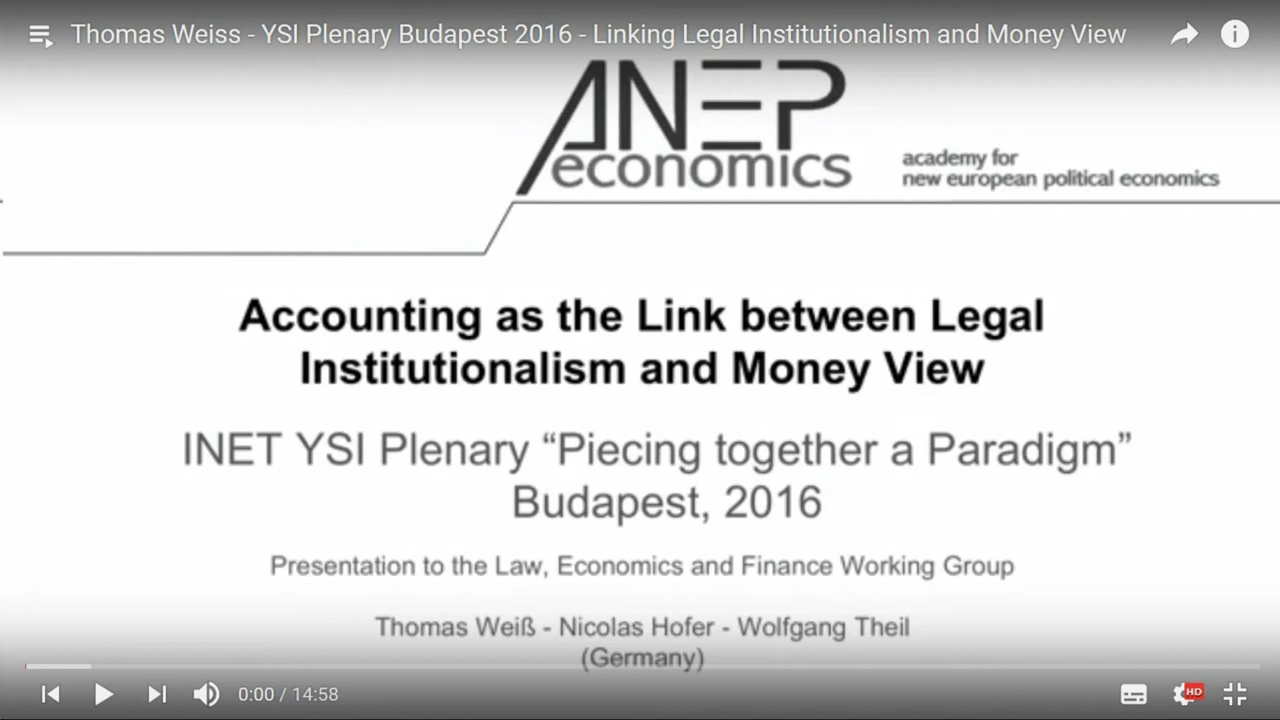 Thomas Weiss - YSI Plenary Budapest 2016 - Linking Legal Institutionalism and Money View
ANEP
economics
academy for
new european political economics
Accounting as the Link between Legal
Institutionalism and Money View
INET YSI Plenary “Piecing together a Paradigm”
Budapest, 2016
Presentation to the Law, Economics and Finance Working Group
Thomas Weiß - Nicolas Hofer - Wolfgang Theil
(Germany)
0:00 / 14:58
HD